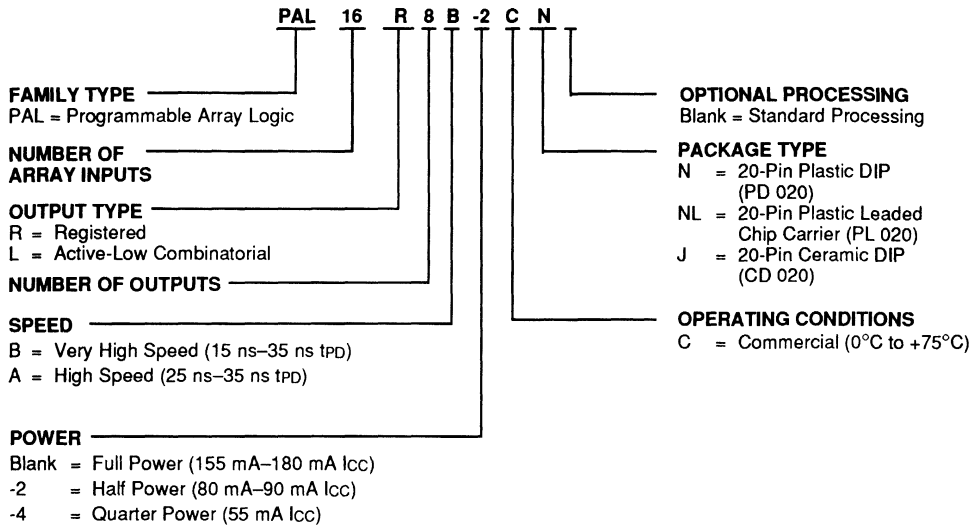 PAL 16 R 8 B -2 C N
FAMILY TYPE
PAL = Programmable Array Logic
NUMBER OF
ARRAY INPUTS
OUTPUT TYPE
R = Registered
L = Active-Low Combinatorial
NUMBER OF OUTPUTS
SPEED
B = Very High Speed (15 ns–35 ns tPD)
A = High Speed (25 ns–35 ns tPD)
POWER
Blank = Full Power (155 mA–180 mA ICC)
-2 = Half Power (80 mA–90 mA ICC)
-4 = Quarter Power (55 mA ICC)
OPTIONAL PROCESSING
Blank = Standard Processing
PACKAGE TYPE
N = 20-Pin Plastic DIP
(PD 020)
NL = 20-Pin Plastic Leaded
Chip Carrier (PL 020)
J = 20-Pin Ceramic DIP
(CD 020)
OPERATING CONDITIONS
C = Commercial (0°C to +75°C)